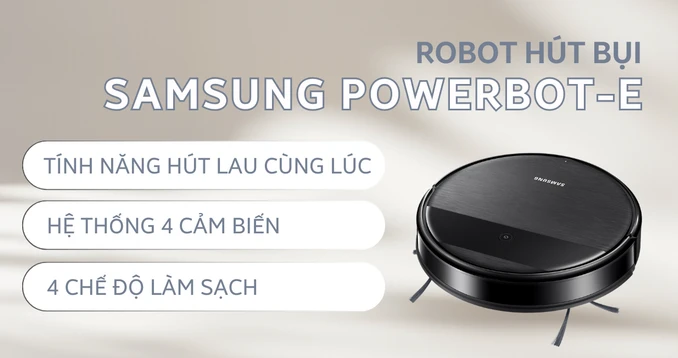 ROBOT HÚT BỤI
SAMSUNG POWERBOT-E
TÍNH NĂNG HÚT LAU CÙNG LÚC
HỆ THỐNG 4 CẢM BIẾN
4 CHẾ ĐỘ LÀM SẠCH
SAMSUNG